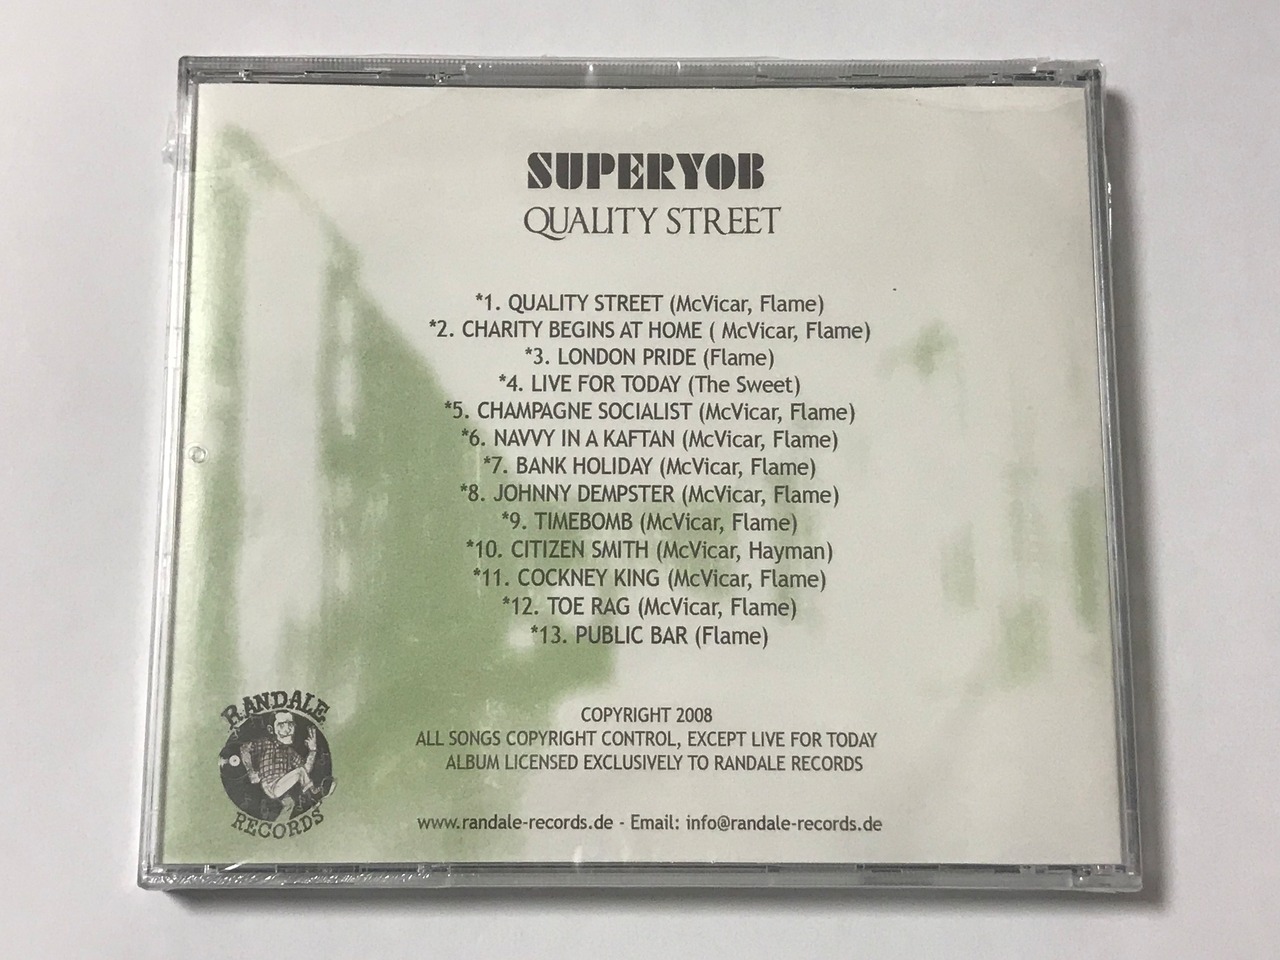 SUPERYOB
QUALITY STREET
*1. QUALITY STREET (McVicar, Flame)
*2. CHARITY BEGINS AT HOME ( McVicar, Flame)
*3. LONDON PRIDE (Flame)
*4. LIVE FOR TODAY (The Sweet)
*5. CHAMPAGNE SOCIALIST (McVicar, Flame)
*6. NAVVY IN A KAFTAN (McVicar, Flame)
*7. BANK HOLIDAY (McVicar, Flame)
*8. JOHNNY DEMPSTER (McVicar, Flame)
*9. TIMEBOMB (McVicar, Flame)
*10. CITIZEN SMITH (McVicar, Hayman)
*11. COCKNEY KING (McVicar, Flame)
*12. TOE RAG (McVicar, Flame)
*13. PUBLIC BAR (Flame)
RANDALE
RECORDS
COPYRIGHT 2008
ALL SONGS COPYRIGHT CONTROL, EXCEPT LIVE FOR TODAY
ALBUM LICENSED EXCLUSIVELY TO RANDALE RECORDS
www.randale-records.de - Email: info@randale-records.de